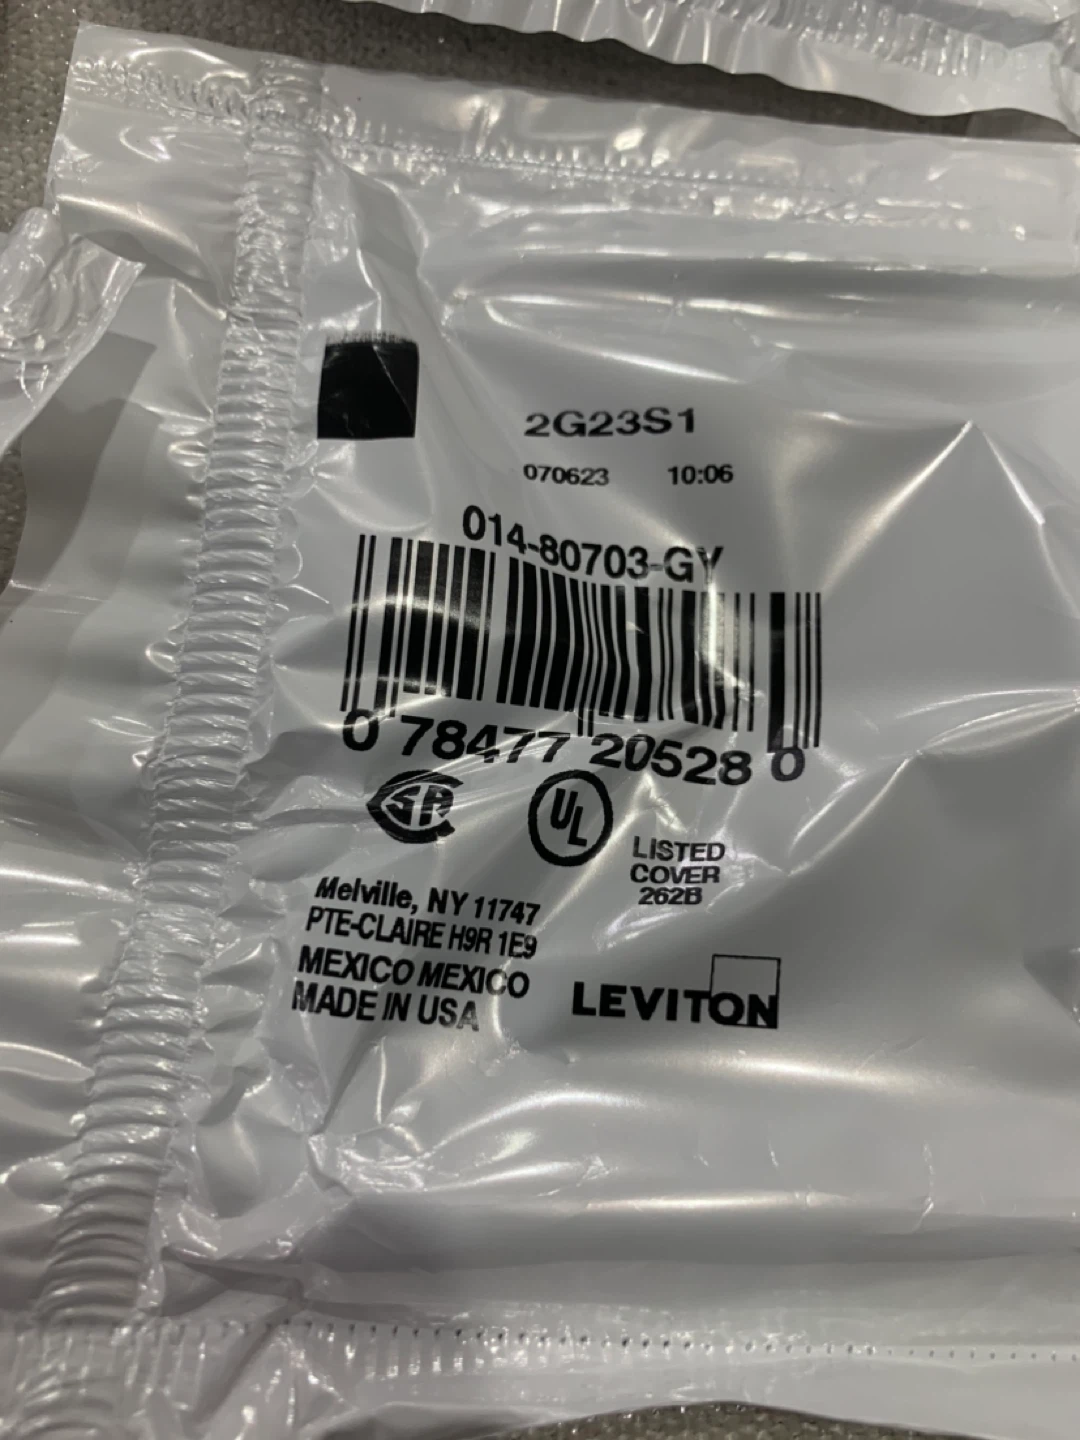 2G23S1
070623 10:06
014-80703-GY
0 78477 20528 0
UL
LISTED
COVER
262B
Melville, NY 11747
PTE-CLAIRE H9R 1E9
MEXICO MEXICO
MADE IN USA
LEVITON